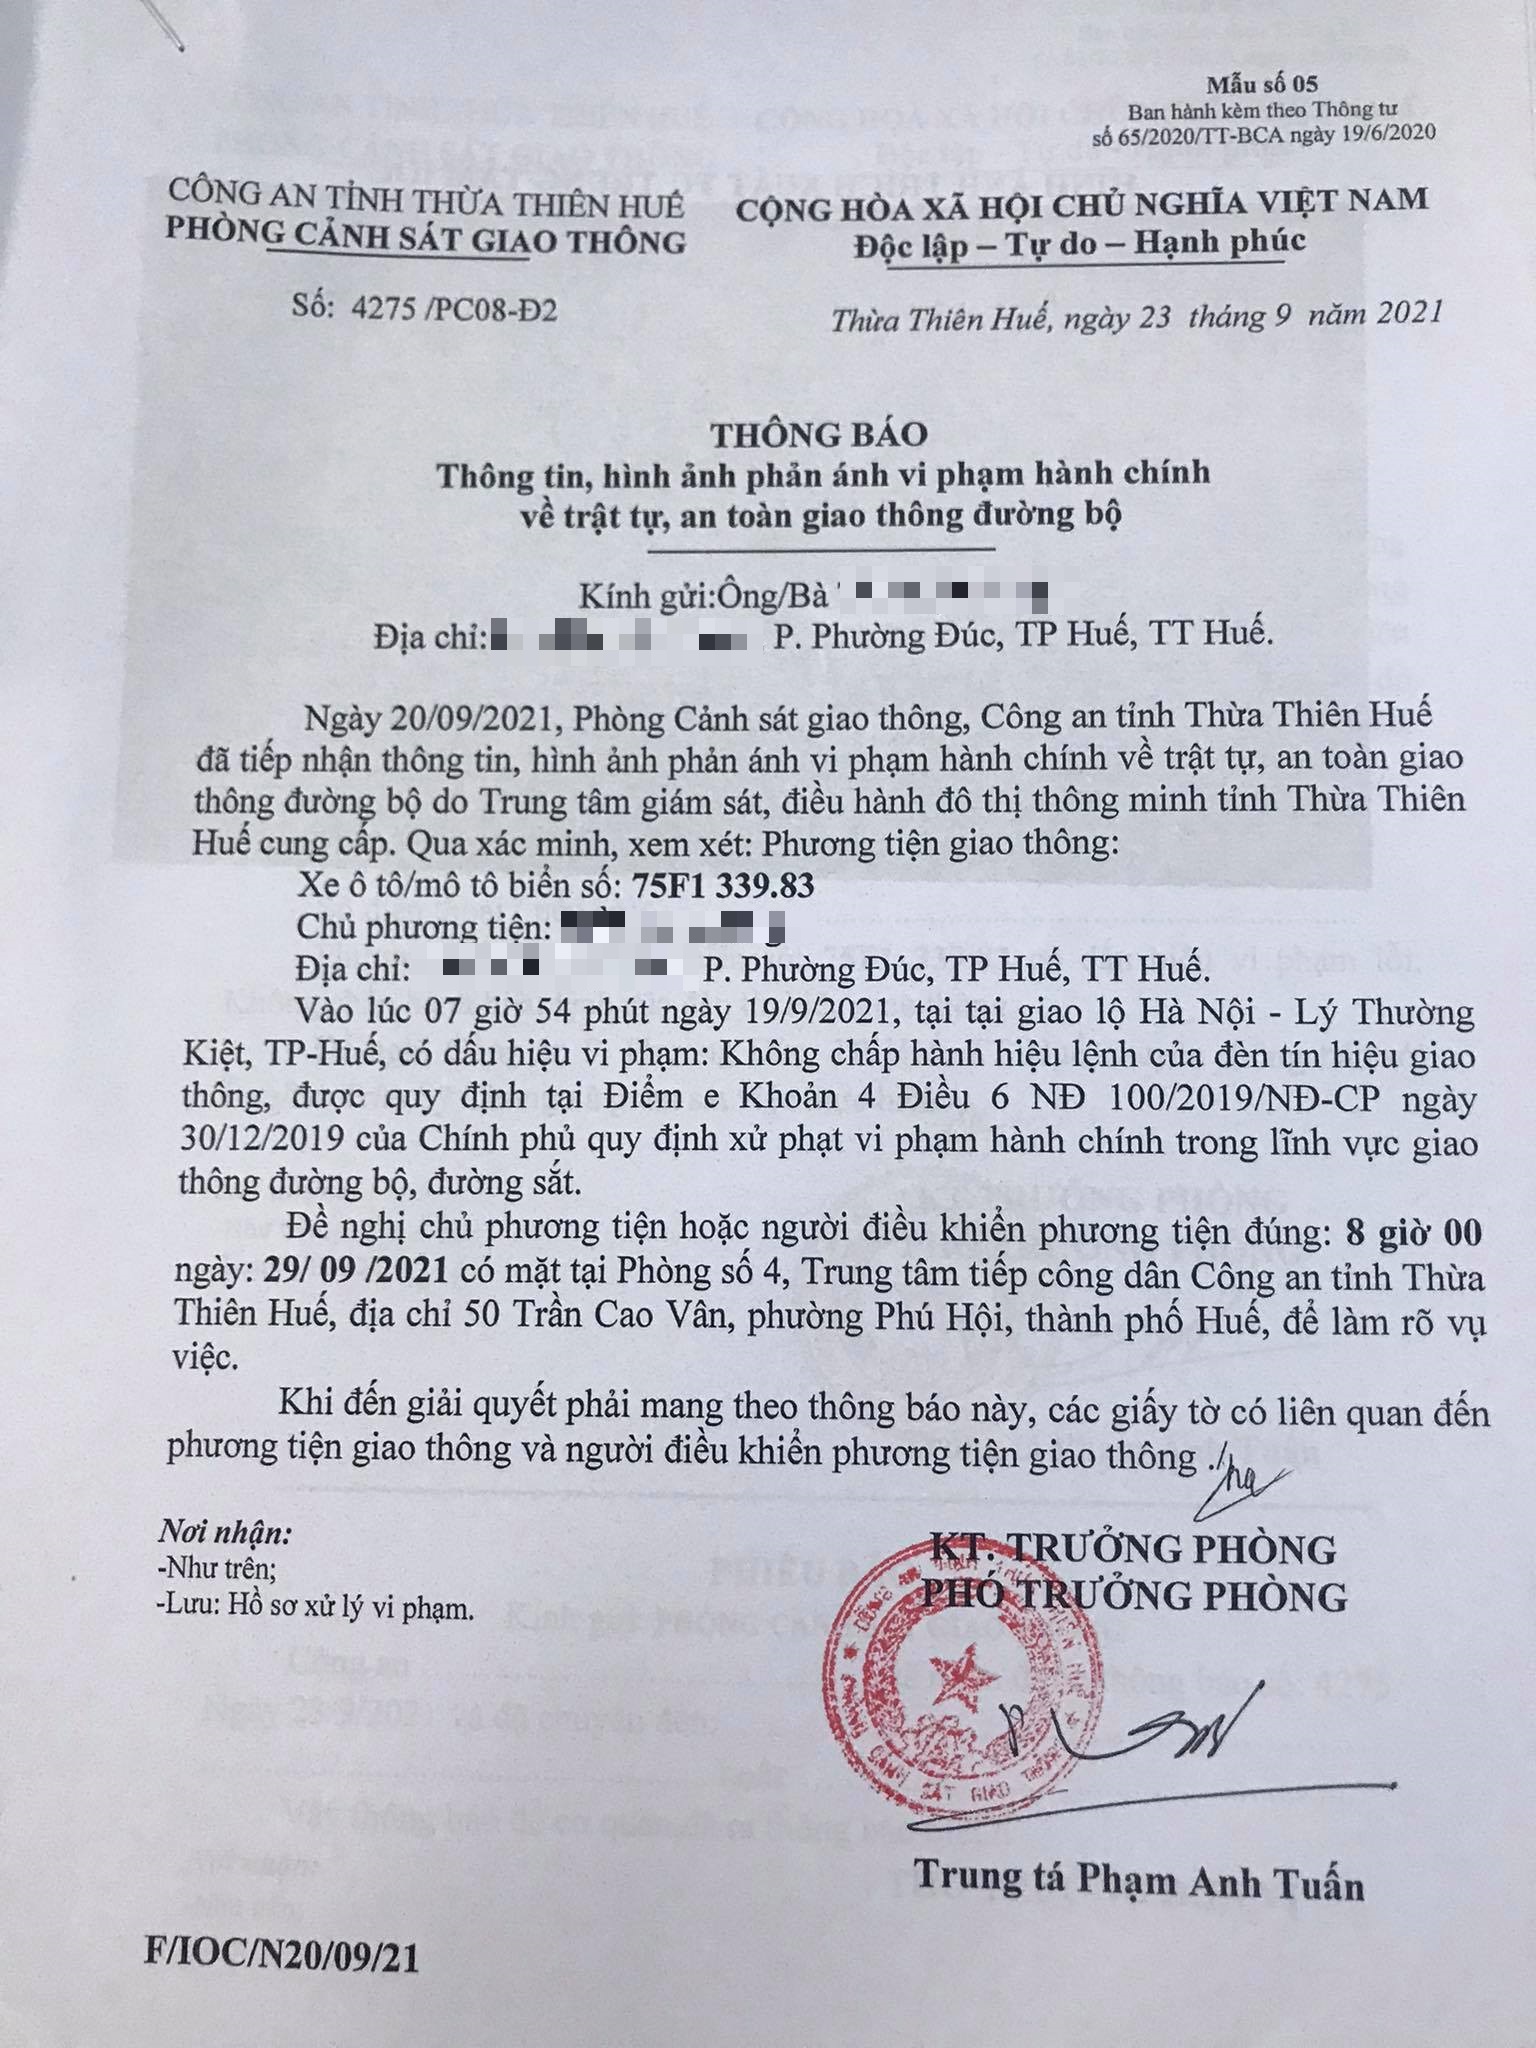 Mẫu số 05
Ban hành kèm theo Thông tư
số 65/2020/TT-BCA ngày 19/6/2020
CÔNG AN TỈNH THỪA THIÊN HUẾ
PHÒNG CẢNH SÁT GIAO THÔNG
CỘNG HÒA XÃ HỘI CHỦ NGHĨA VIỆT NAM
Độc lập – Tự do – Hạnh phúc
Số: 4275 /PC08-Đ2
Thừa Thiên Huế, ngày 23 tháng 9 năm 2021
THÔNG BÁO
Thông tin, hình ảnh phản ánh vi phạm hành chính
về trật tự, an toàn giao thông đường bộ
Kính gửi:Ông/Bà
Địa chỉ: P. Phường Đúc, TP Huế, TT Huế.
Ngày 20/09/2021, Phòng Cảnh sát giao thông, Công an tỉnh Thừa Thiên Huế
đã tiếp nhận thông tin, hình ảnh phản ánh vi phạm hành chính về trật tự, an toàn giao
thông đường bộ do Trung tâm giám sát, điều hành đô thị thông minh tỉnh Thừa Thiên
Huế cung cấp. Qua xác minh, xem xét: Phương tiện giao thông:
Xe ô tô/mô tô biển số: 75F1 339.83
Chủ phương tiện:
Địa chỉ: P. Phường Đúc, TP Huế, TT Huế.
Vào lúc 07 giờ 54 phút ngày 19/9/2021, tại tại giao lộ Hà Nội - Lý Thường
Kiệt, TP-Huế, có dấu hiệu vi phạm: Không chấp hành hiệu lệnh của đèn tín hiệu giao
thông, được quy định tại Điểm e Khoản 4 Điều 6 NĐ 100/2019/NĐ-CP ngày
30/12/2019 của Chính phủ quy định xử phạt vi phạm hành chính trong lĩnh vực giao
thông đường bộ, đường sắt.
Đề nghị chủ phương tiện hoặc người điều khiển phương tiện đúng: 8 giờ 00
ngày: 29/ 09 /2021 có mặt tại Phòng số 4, Trung tâm tiếp công dân Công an tỉnh Thừa
Thiên Huế, địa chỉ 50 Trần Cao Vân, phường Phú Hội, thành phố Huế, để làm rõ vụ
việc.
Khi đến giải quyết phải mang theo thông báo này, các giấy tờ có liên quan đến
phương tiện giao thông và người điều khiển phương tiện giao thông ./
Nơi nhận:
-Như trên;
-Lưu: Hồ sơ xử lý vi phạm.
KT. TRƯỞNG PHÒNG
PHÓ TRƯỞNG PHÒNG
CẢNH SÁT GIAO THÔNG
Trung tá Phạm Anh Tuấn
F/IOC/N20/09/21